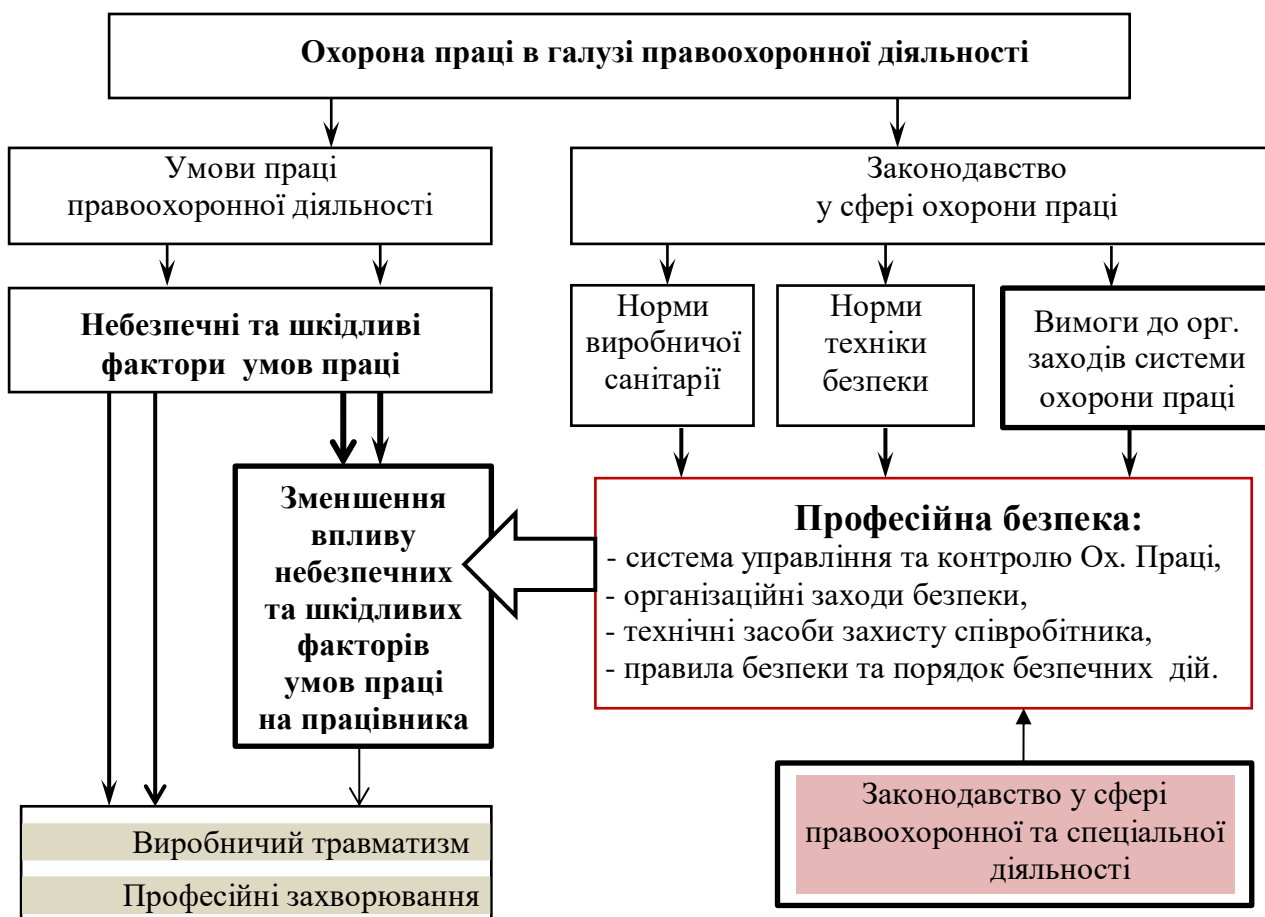 Охорона праці в галузі правоохоронної діяльності
Умови праці
правоохоронної діяльності
Законодавство
у сфері охорони праці
Небезпечні та шкідливі
фактори умов праці
Норми
виробничої
санітарії
Норми
техніки
безпеки
Вимоги до орг.
заходів системи
охорони праці
Зменшення
впливу
небезпечних
та шкідливих
факторів
умов праці
на працівника
Професійна безпека:
- система управління та контролю Ох. Праці,
- організаційні заходи безпеки,
- технічні засоби захисту співробітника,
- правила безпеки та порядок безпечних дій.
Виробничий травматизм
Професійні захворювання
Законодавство у сфері
правоохоронної та спеціальної
діяльності